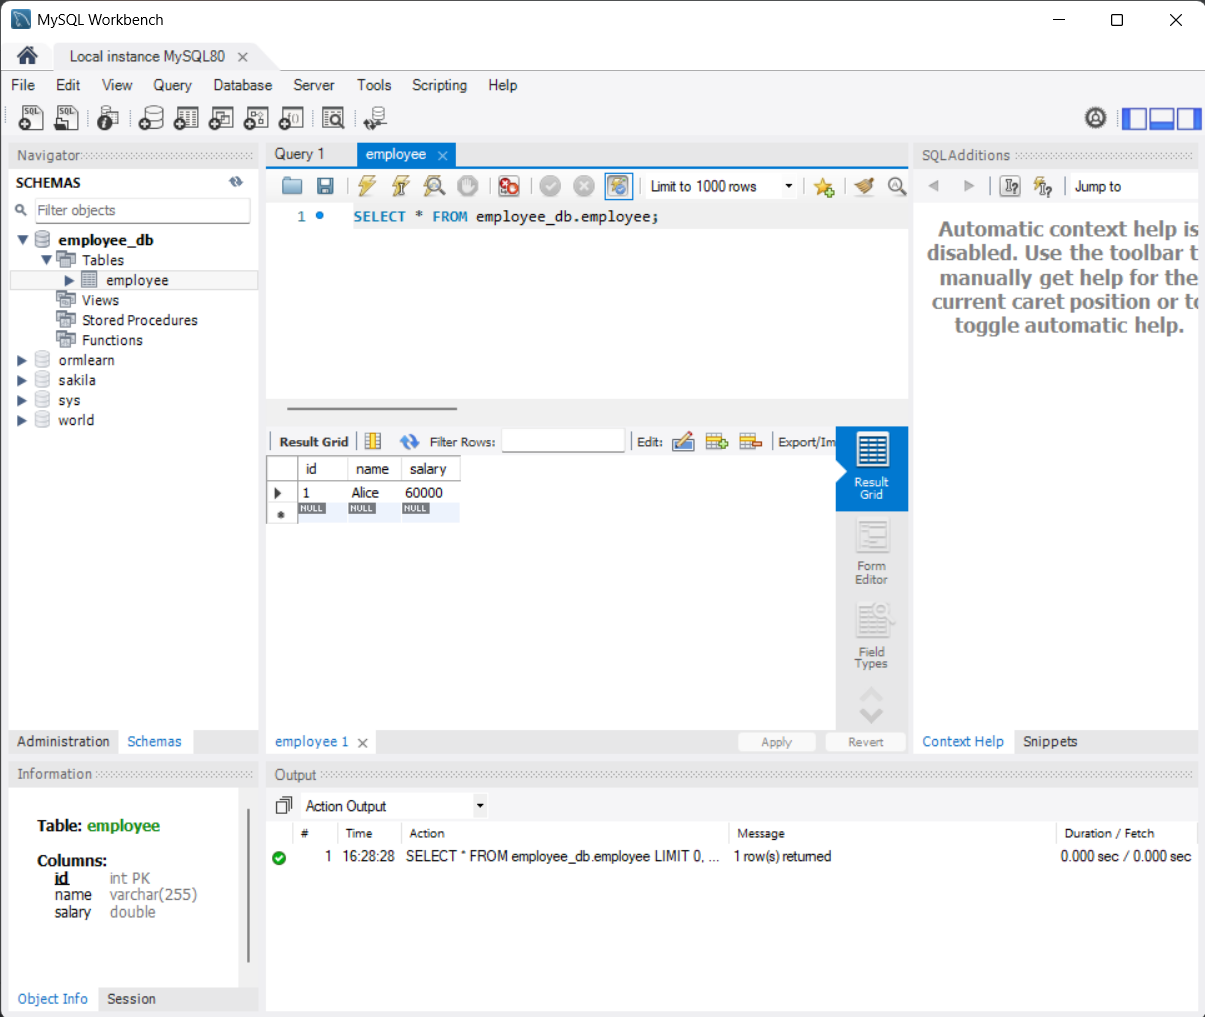 MySQL Workbench
Local instance MySQL80
File Edit View Query Database Server Tools Scripting Help
Navigator
SCHEMAS
Filter objects
employee_db
Tables
employee
Views
Stored Procedures
Functions
ormlearn
sakila
sys
world
Administration Schemas
Query 1 employee
Limit to 1000 rows
1 SELECT * FROM employee_db.employee;
Result Grid Filter Rows: Edit: Export/Im
id name salary
1 Alice 60000
NULL NULL NULL
Result
Grid
Form
Editor
Field
Types
employee 1 Apply Revert
SQLAdditions
Jump to
Automatic context help is
disabled. Use the toolbar t
manually get help for the
current caret position or to
toggle automatic help.
Context Help Snippets
Information
Table: employee
Columns:
id int PK
name varchar(255)
salary double
Object Info Session
Output
Action Output
# Time Action Message Duration / Fetch
1 16:28:28 SELECT * FROM employee_db.employee LIMIT 0, ... 1 row(s) returned 0.000 sec / 0.000 sec